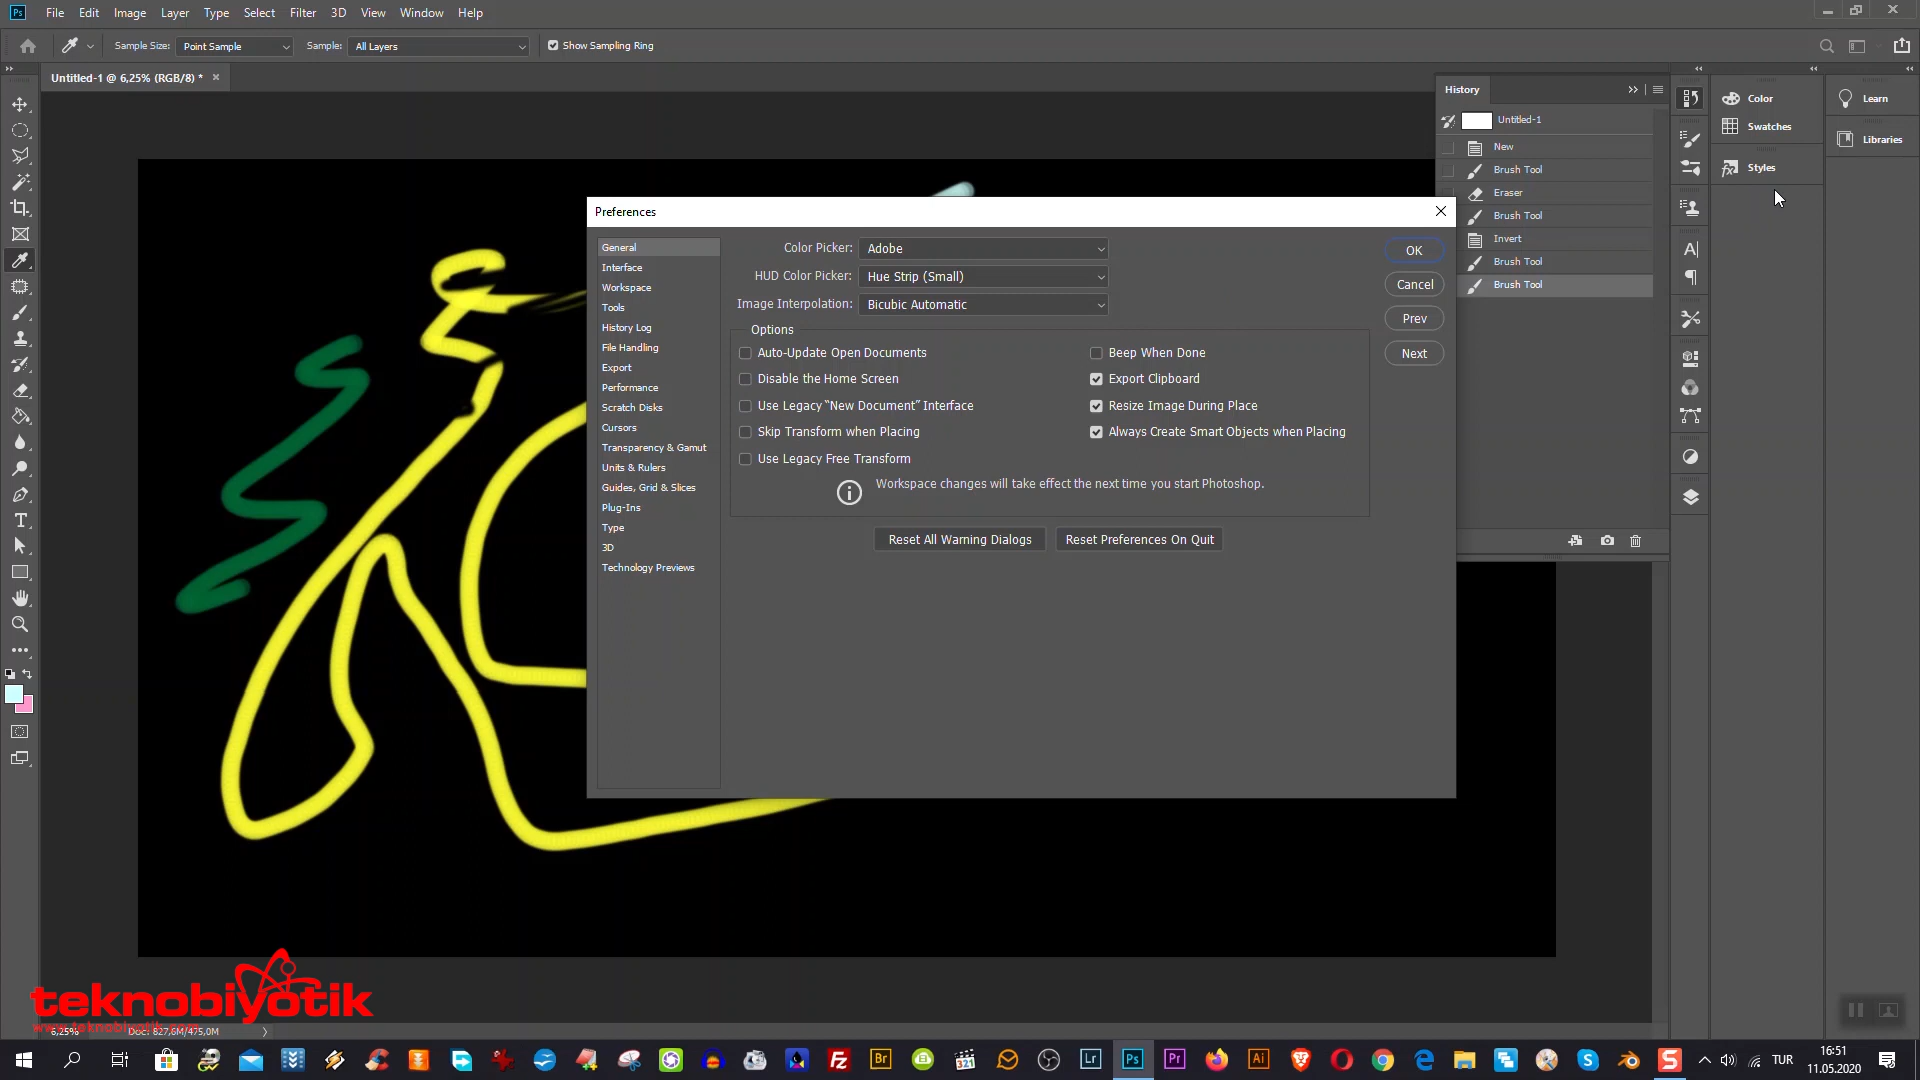 Ps File Edit Image Layer Type Select Filter 3D View Window Help
Sample Size: Point Sample Sample: All Layers Show Sampling Ring
Untitled-1 @ 6,25% (RGB/8) * ×
History
Untitled-1
New
Brush Tool
Eraser
Brush Tool
Invert
Brush Tool
Brush Tool
Color
Swatches
Styles
Learn
Libraries
Preferences
General
Interface
Workspace
Tools
History Log
File Handling
Export
Performance
Scratch Disks
Cursors
Transparency & Gamut
Units & Rulers
Guides, Grid & Slices
Plug-Ins
Type
3D
Technology Previews
Color Picker: Adobe
HUD Color Picker: Hue Strip (Small)
Image Interpolation: Bicubic Automatic
Options
Auto-Update Open Documents
Disable the Home Screen
Use Legacy “New Document” Interface
Skip Transform when Placing
Use Legacy Free Transform
Beep When Done
Export Clipboard
Resize Image During Place
Always Create Smart Objects when Placing
Workspace changes will take effect the next time you start Photoshop.
Reset All Warning Dialogs Reset Preferences On Quit
OK
Cancel
Prev
Next
teknobiyotik
www.teknobiyotik.com
6,25% Doc: 827,6M/475,0M
Fz Br 321 Lr Ps Pr Ai S TUR 16:51
11.05.2020